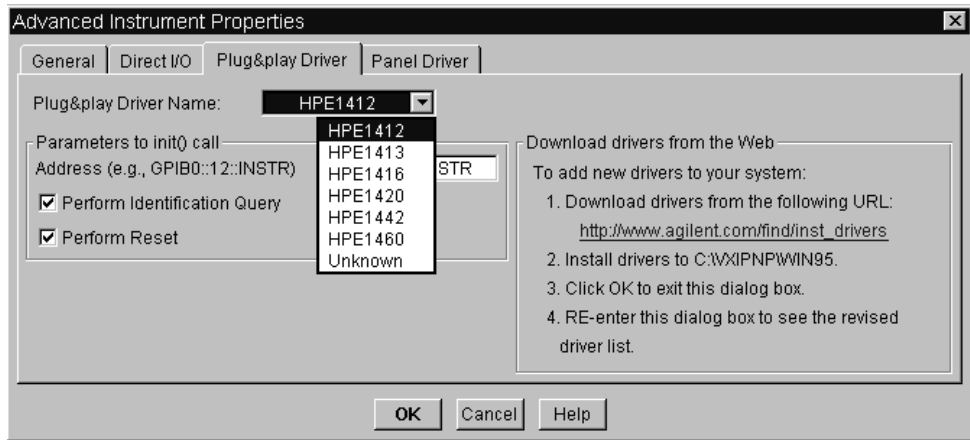 Advanced Instrument Properties
General Direct I/O Plug&play Driver Panel Driver
Plug&play Driver Name: HPE1412
HPE1412
HPE1413
HPE1416
HPE1420
HPE1442
HPE1460
Unknown
Parameters to init() call
Address (e.g., GPIB0::12::INSTR) STR
Perform Identification Query
Perform Reset
Download drivers from the Web
To add new drivers to your system:
1. Download drivers from the following URL:
http://www.agilent.com/find/inst_drivers
2. Install drivers to C:\VXIPNP\WIN95.
3. Click OK to exit this dialog box.
4. RE-enter this dialog box to see the revised
driver list.
OK Cancel Help